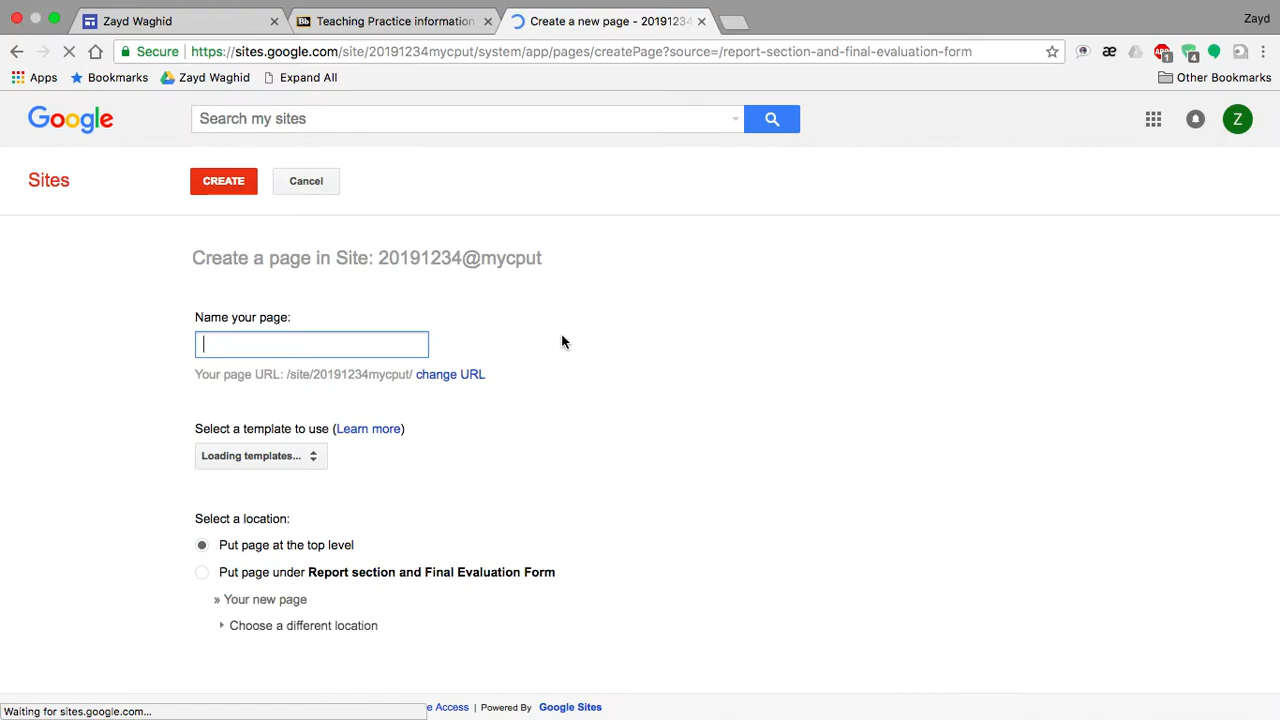 Zayd Waghid
Bb Teaching Practice information
Create a new page - 20191234
Zayd
Secure https://sites.google.com/site/20191234mycput/system/app/pages/createPage?source=/report-section-and-final-evaluation-form
Apps Bookmarks Zayd Waghid Expand All Other Bookmarks
Google Search my sites Z
Sites CREATE Cancel
Create a page in Site: 20191234@mycput
Name your page:
Your page URL: /site/20191234mycput/ change URL
Select a template to use (Learn more)
Loading templates...
Select a location:
Put page at the top level
Put page under Report section and Final Evaluation Form
» Your new page
Choose a different location
Waiting for sites.google.com...
e Access | Powered By Google Sites